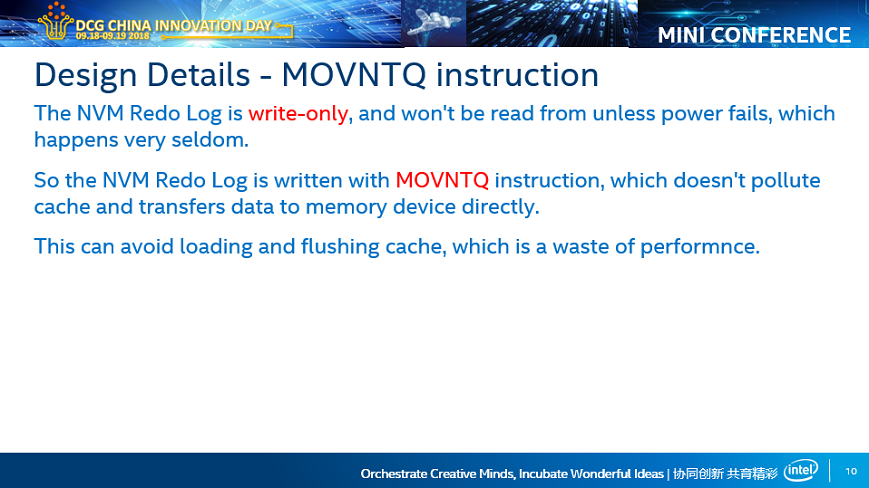 DCG CHINA INNOVATION DAY
09.18-09.19 2018
MINI CONFERENCE
Design Details - MOVNTQ instruction
The NVM Redo Log is write-only, and won't be read from unless power fails, which
happens very seldom.
So the NVM Redo Log is written with MOVNTQ instruction, which doesn't pollute
cache and transfers data to memory device directly.
This can avoid loading and flushing cache, which is a waste of performnce.
Orchestrate Creative Minds, Incubate Wonderful Ideas | 协同创新 共育精彩
intel
10